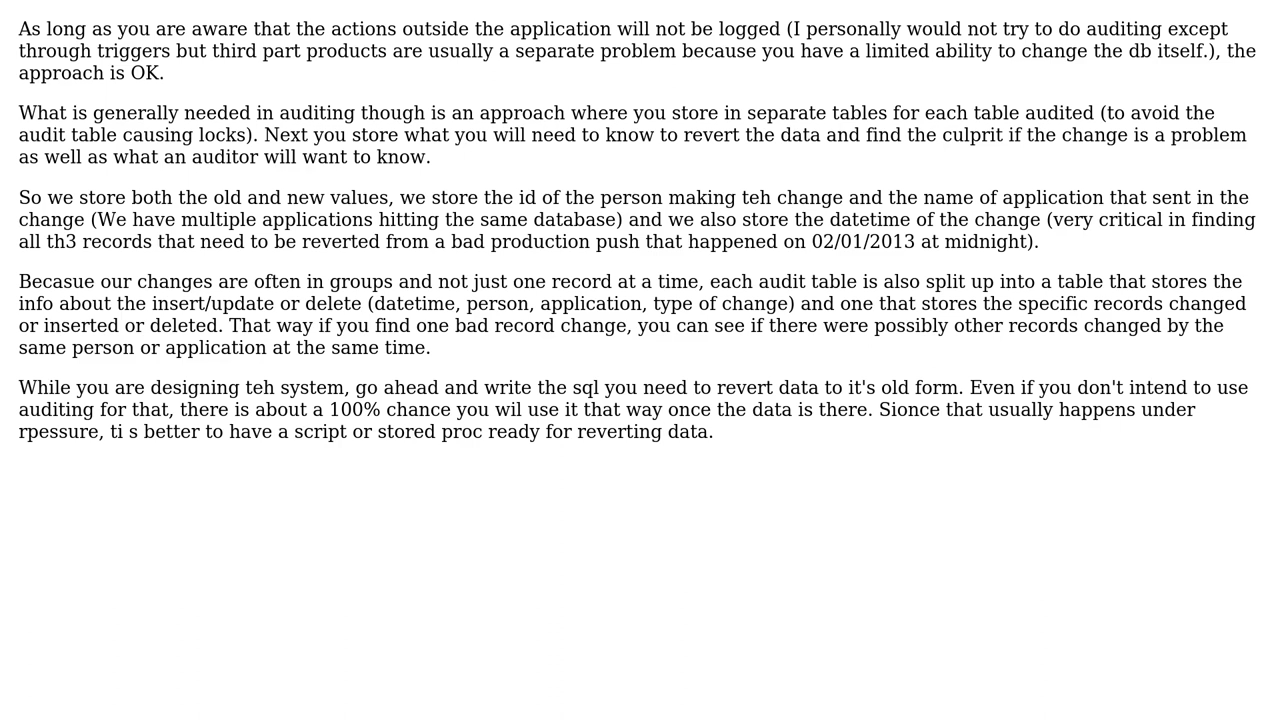 As long as you are aware that the actions outside the application will not be logged (I personally would not try to do auditing except
through triggers but third part products are usually a separate problem because you have a limited ability to change the db itself.), the
approach is OK.
What is generally needed in auditing though is an approach where you store in separate tables for each table audited (to avoid the
audit table causing locks). Next you store what you will need to know to revert the data and find the culprit if the change is a problem
as well as what an auditor will want to know.
So we store both the old and new values, we store the id of the person making teh change and the name of application that sent in the
change (We have multiple applications hitting the same database) and we also store the datetime of the change (very critical in finding
all th3 records that need to be reverted from a bad production push that happened on 02/01/2013 at midnight).
Becasue our changes are often in groups and not just one record at a time, each audit table is also split up into a table that stores the
info about the insert/update or delete (datetime, person, application, type of change) and one that stores the specific records changed
or inserted or deleted. That way if you find one bad record change, you can see if there were possibly other records changed by the
same person or application at the same time.
While you are designing teh system, go ahead and write the sql you need to revert data to it's old form. Even if you don't intend to use
auditing for that, there is about a 100% chance you wil use it that way once the data is there. Sionce that usually happens under
rpessure, ti s better to have a script or stored proc ready for reverting data.